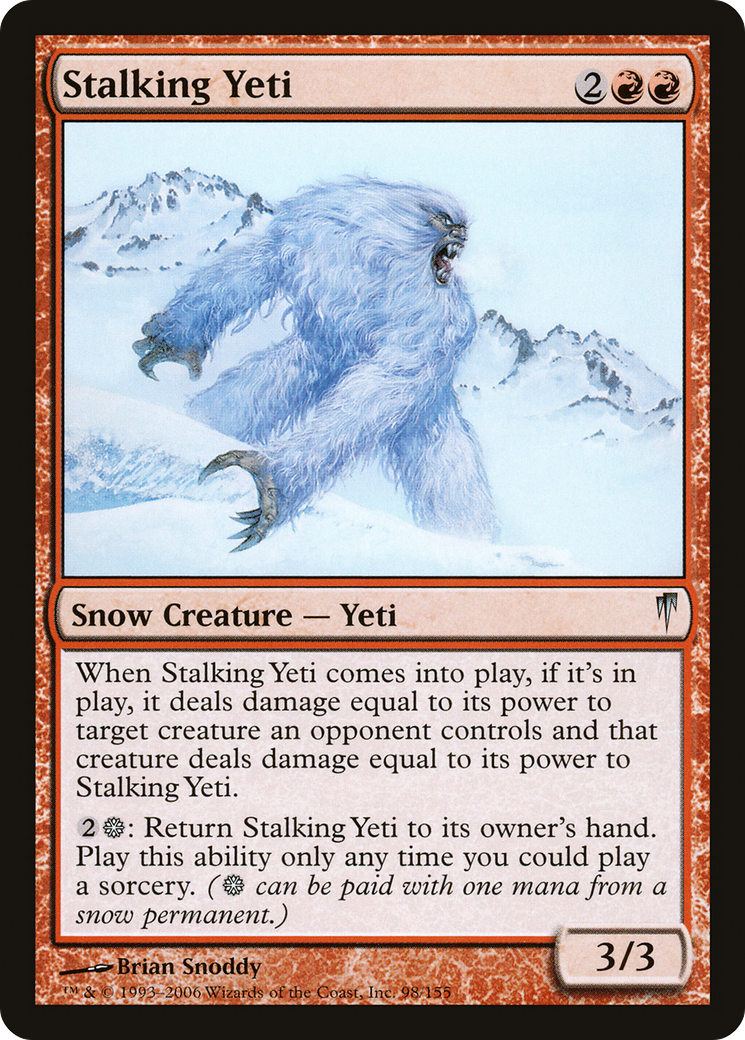 Stalking Yeti 2
When Stalking Yeti comes into play, if it's in
play, it deals damage equal to its power to
target creature an opponent controls and that
creature deals damage equal to its power to
Stalking Yeti.
2: Return Stalking Yeti to its owner's hand.
Play this ability only any time you could play
a sorcery. ( can be paid with one mana from a
snow permanent.)
Snow Creature — Yeti
3/3
Brian Snoddy
™ & © 1993–2006 Wizards of the Coast, Inc. 98/155